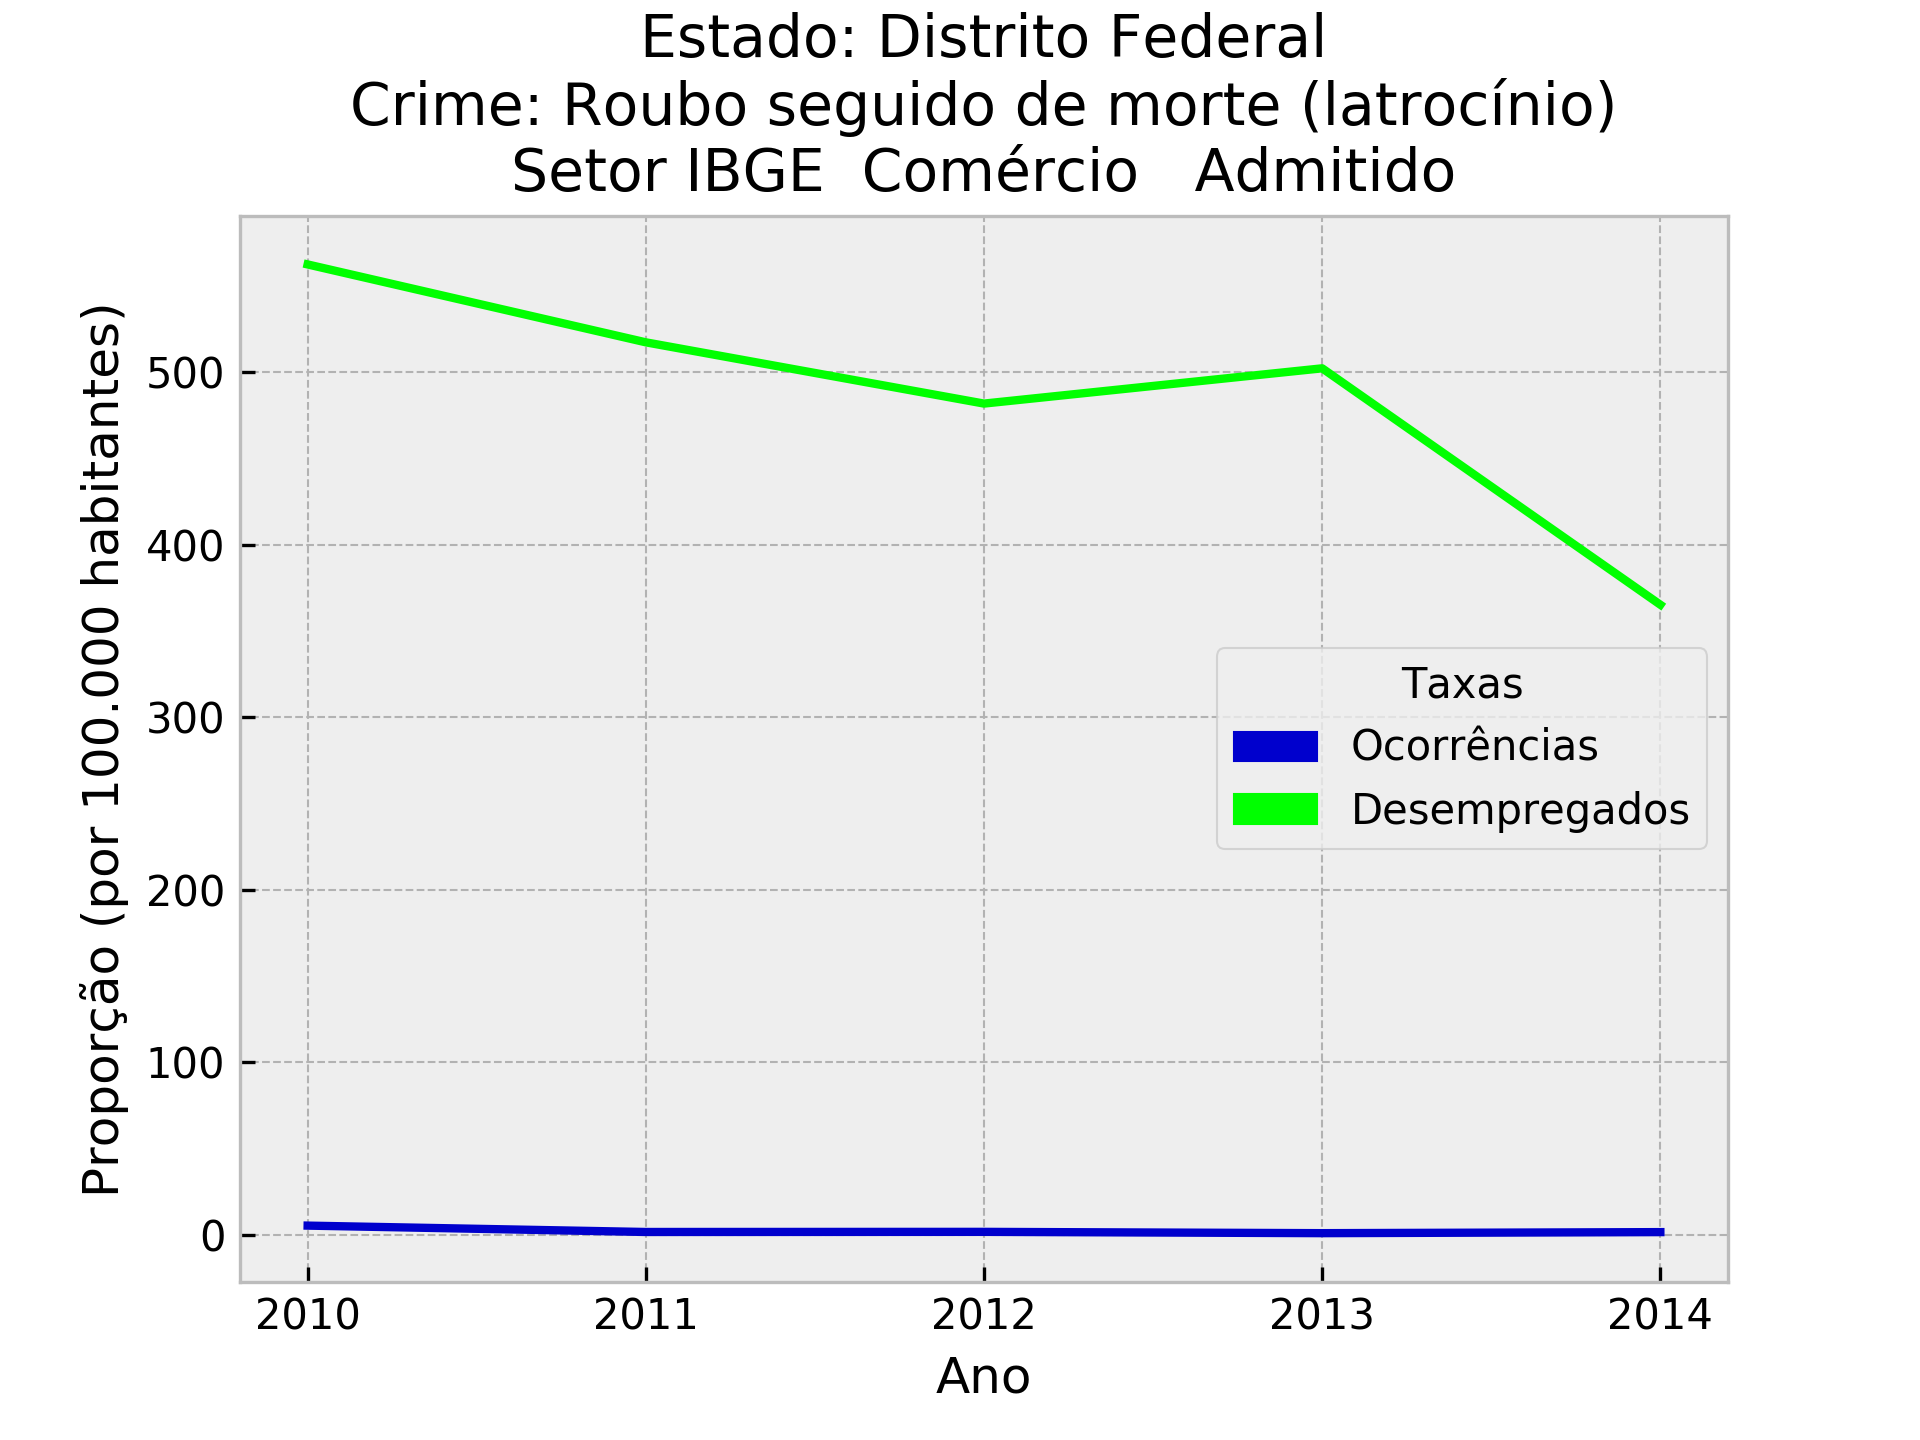 Estado: Distrito Federal
Crime: Roubo seguido de morte (latrocínio)
Setor IBGE  Comércio   Admitido
Proporção (por 100.000 habitantes)
500
400
300
200
100
0
Taxas
Ocorrências
Desempregados
2010 2011 2012 2013 2014
Ano